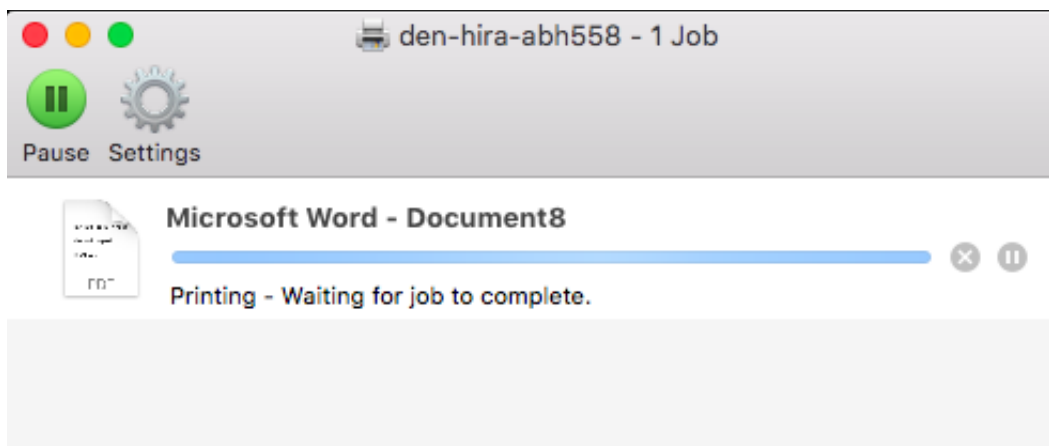 den-hira-abh558 - 1 Job
Pause Settings
Microsoft Word - Document8
Printing - Waiting for job to complete.